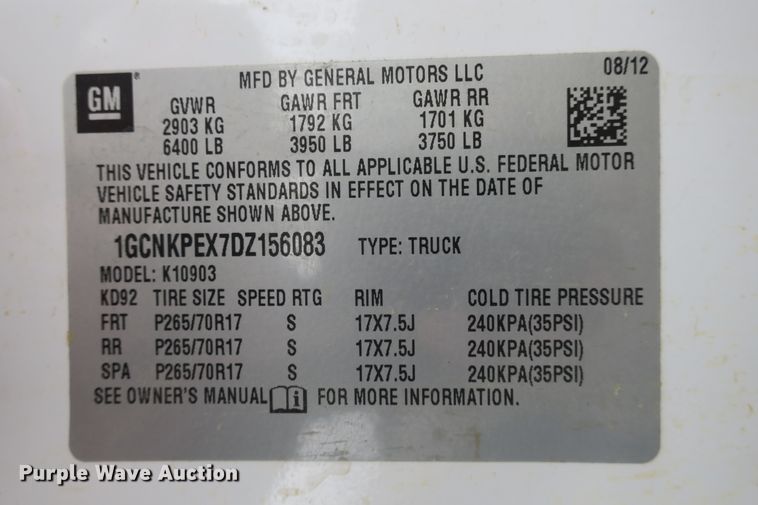 GM
MFD BY GENERAL MOTORS LLC 08/12
GVWR GAWR FRT GAWR RR
2903 KG 1792 KG 1701 KG
6400 LB 3950 LB 3750 LB
THIS VEHICLE CONFORMS TO ALL APPLICABLE U.S. FEDERAL MOTOR
VEHICLE SAFETY STANDARDS IN EFFECT ON THE DATE OF
MANUFACTURE SHOWN ABOVE.
1GCNKPEX7DZ156083 TYPE: TRUCK
MODEL: K10903
KD92 TIRE SIZE SPEED RTG RIM COLD TIRE PRESSURE
FRT P265/70R17 S 17X7.5J 240KPA(35PSI)
RR P265/70R17 S 17X7.5J 240KPA(35PSI)
SPA P265/70R17 S 17X7.5J 240KPA(35PSI)
SEE OWNER'S MANUAL i FOR MORE INFORMATION.
Purple Wave Auction